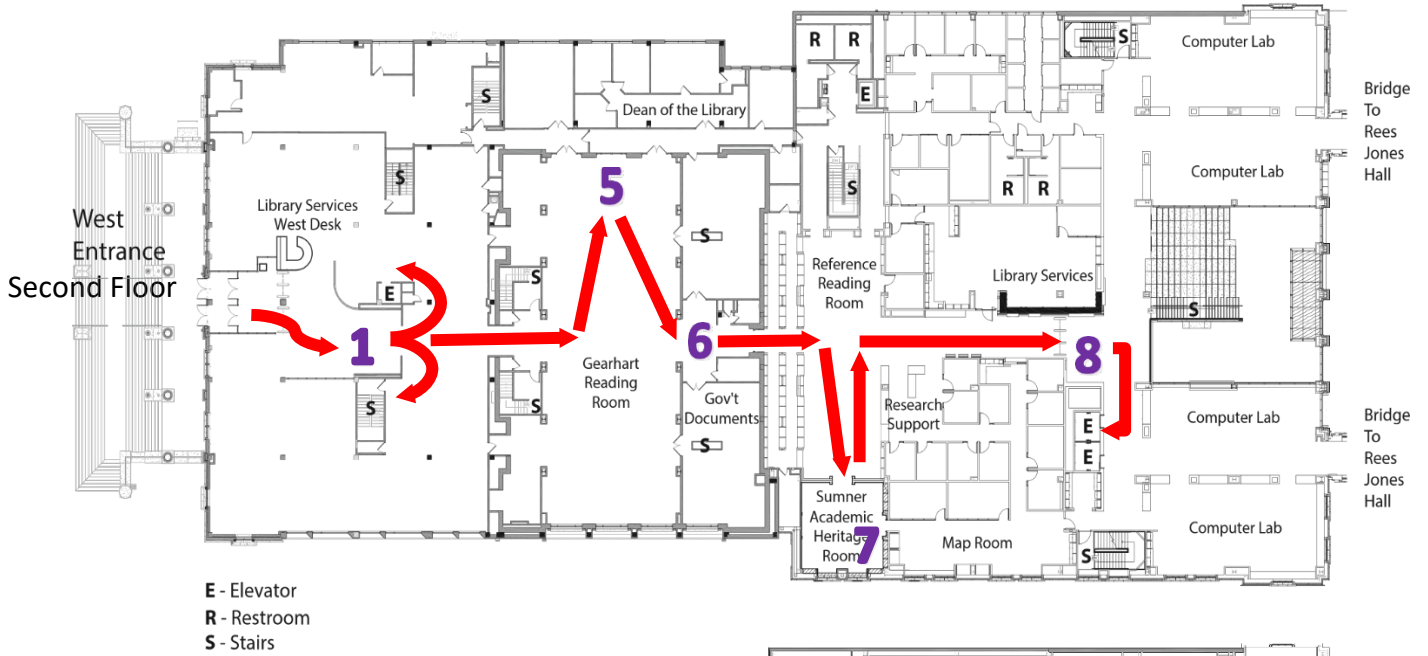 West
Entrance
Second Floor
Library Services
West Desk
Dean of the Library
S
S
E
1
S
S
S
5
Gearhart
Reading
Room
S
6
Gov't
Documents
S
R R
E
S
Reference
Reading
Room
R R
Library Services
Research
Support
Sumner
Academic
Heritage
Room
7
Map Room
8
E
E
S
S
Computer Lab
Computer Lab
S
Computer Lab
Computer Lab
Bridge
To
Rees
Jones
Hall
Bridge
To
Rees
Jones
Hall
E - Elevator
R - Restroom
S - Stairs